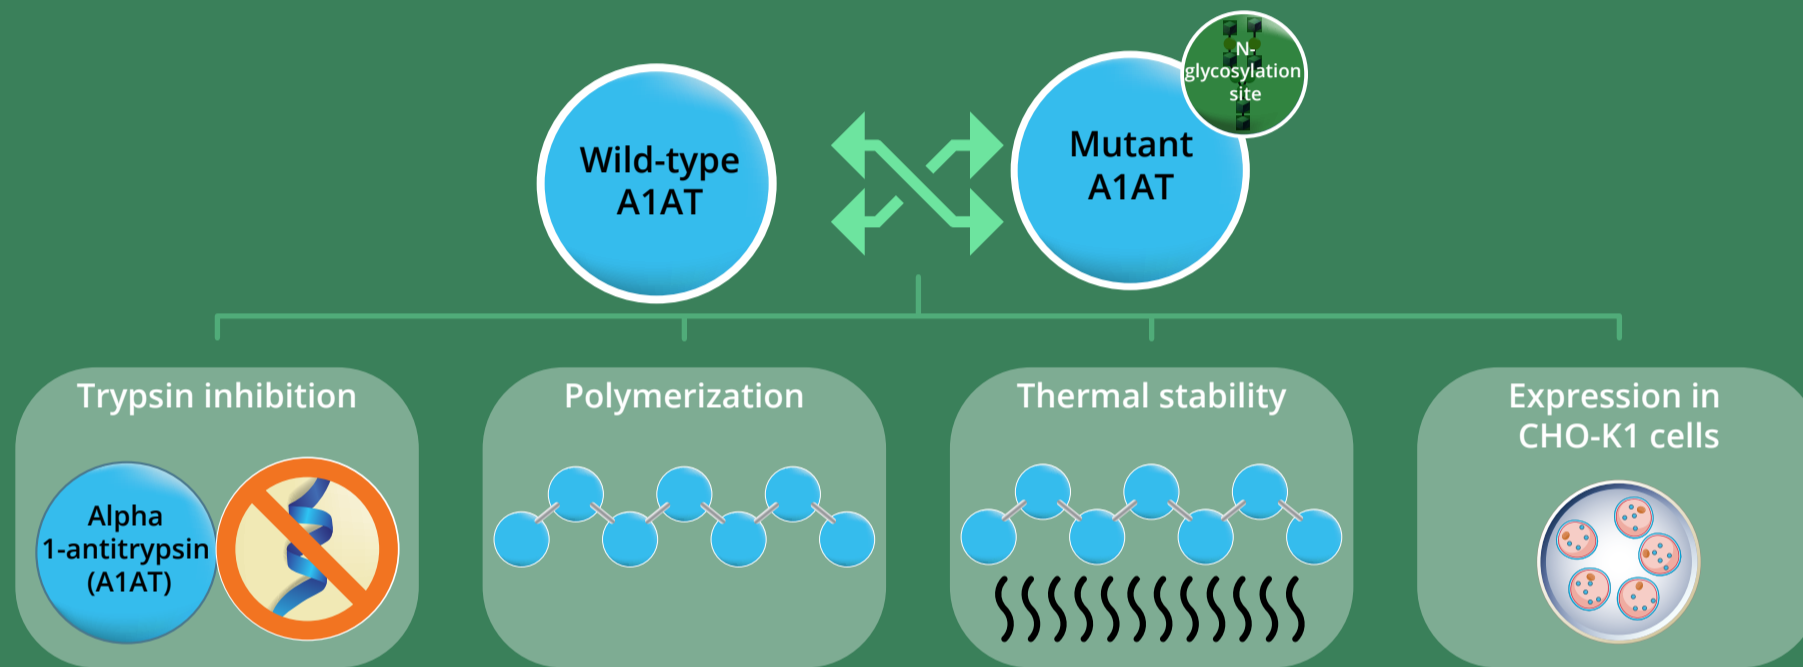 Wild-type
A1AT
Mutant
A1AT
N-
glycosylation
site
Trypsin inhibition
Alpha
1-antitrypsin
(A1AT)
Polymerization
Thermal stability
Expression in
CHO-K1 cells